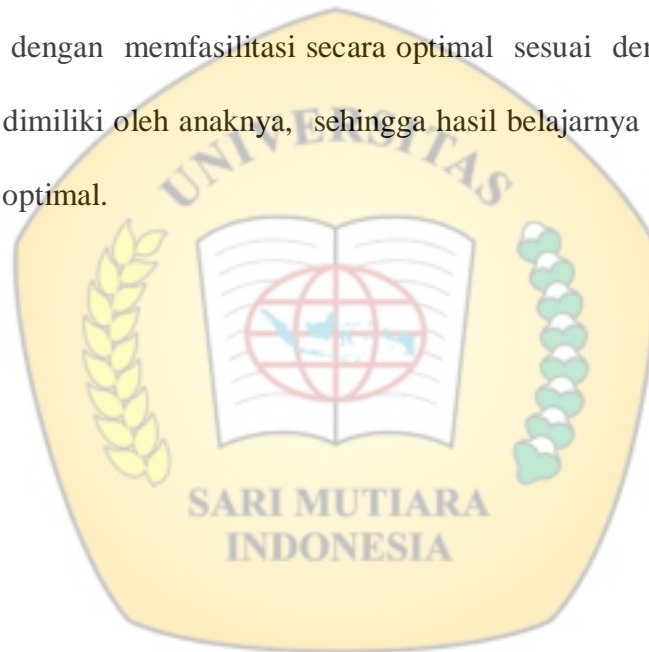 dengan memfasilitasi secara optimal sesuai den
dimiliki oleh anaknya, sehingga hasil belajarnya
optimal.
UNIVERSITAS
SARI MUTIARA
INDONESIA